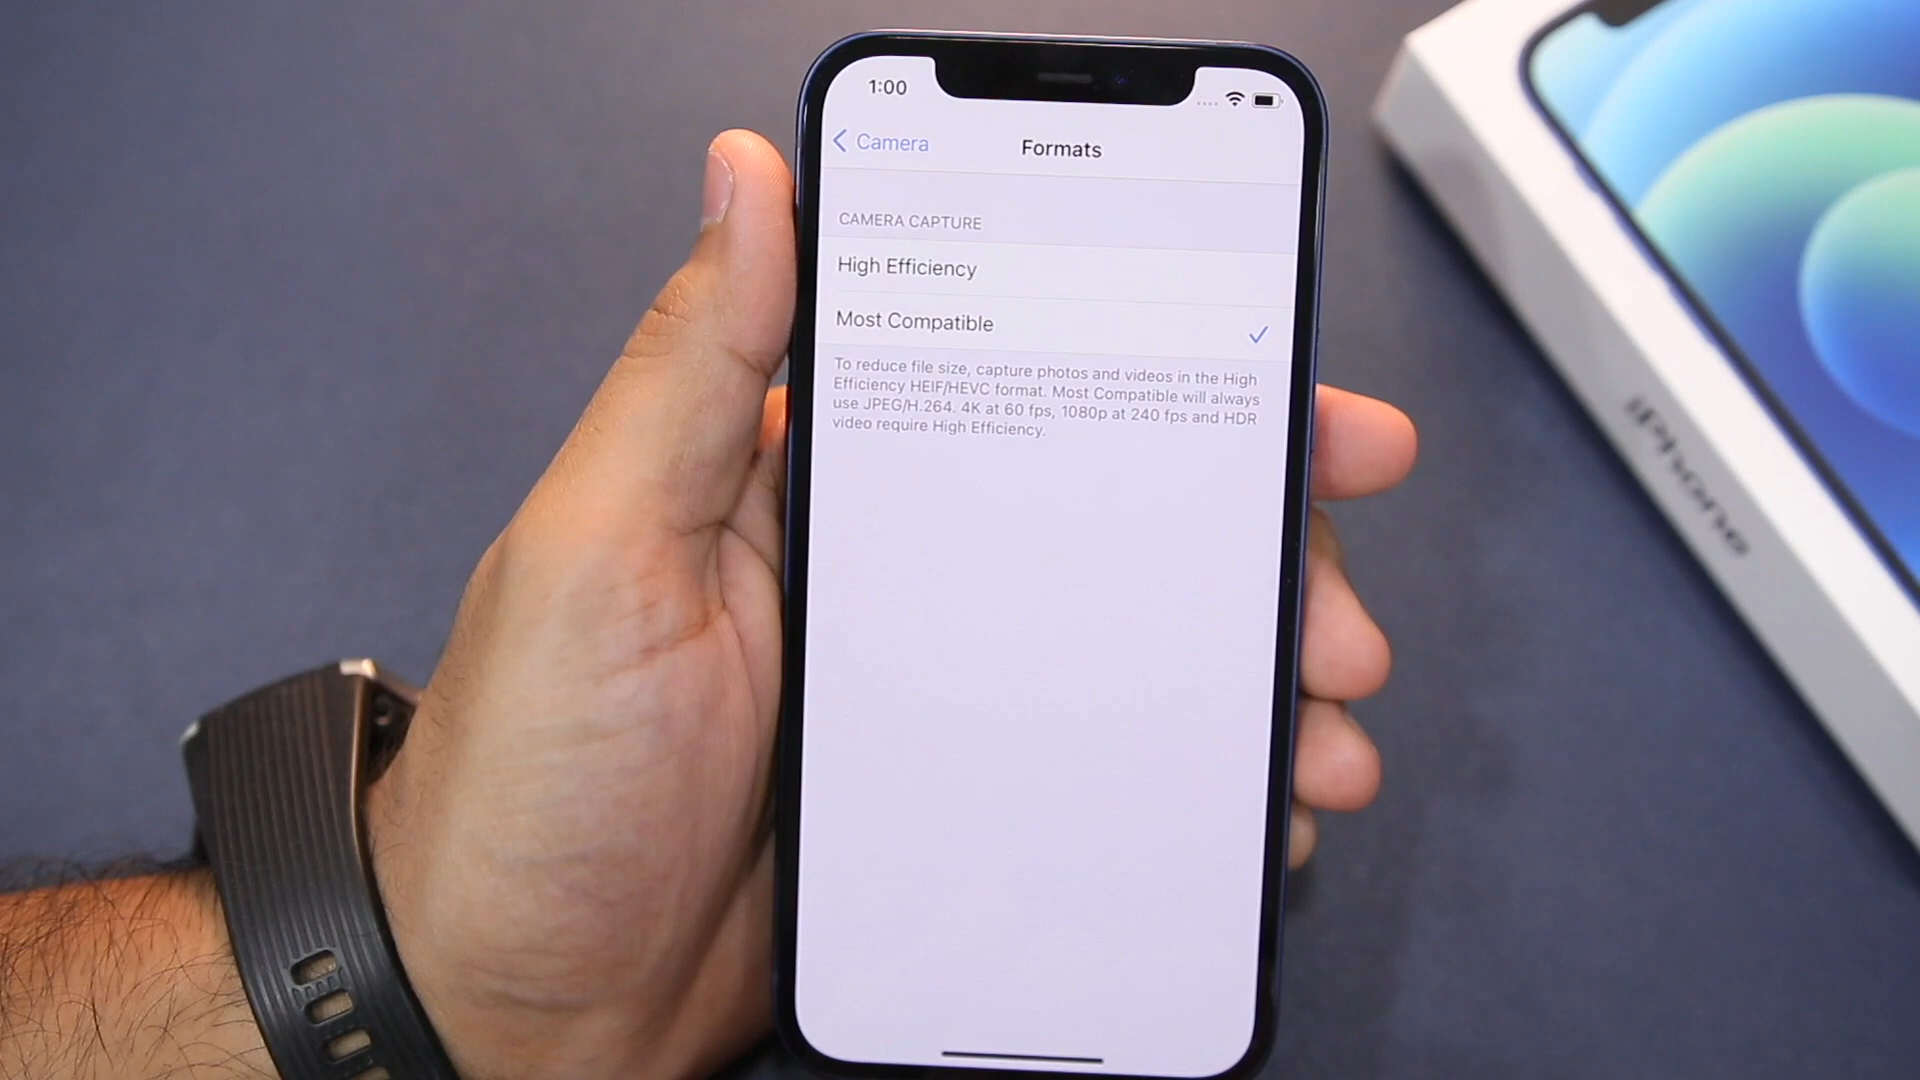 1:00
Camera
Formats
CAMERA CAPTURE
High Efficiency
Most Compatible
To reduce file size, capture photos and videos in the High
Efficiency HEIF/HEVC format. Most Compatible will always
use JPEG/H.264. 4K at 60 fps, 1080p at 240 fps and HDR
video require High Efficiency.
iPhone